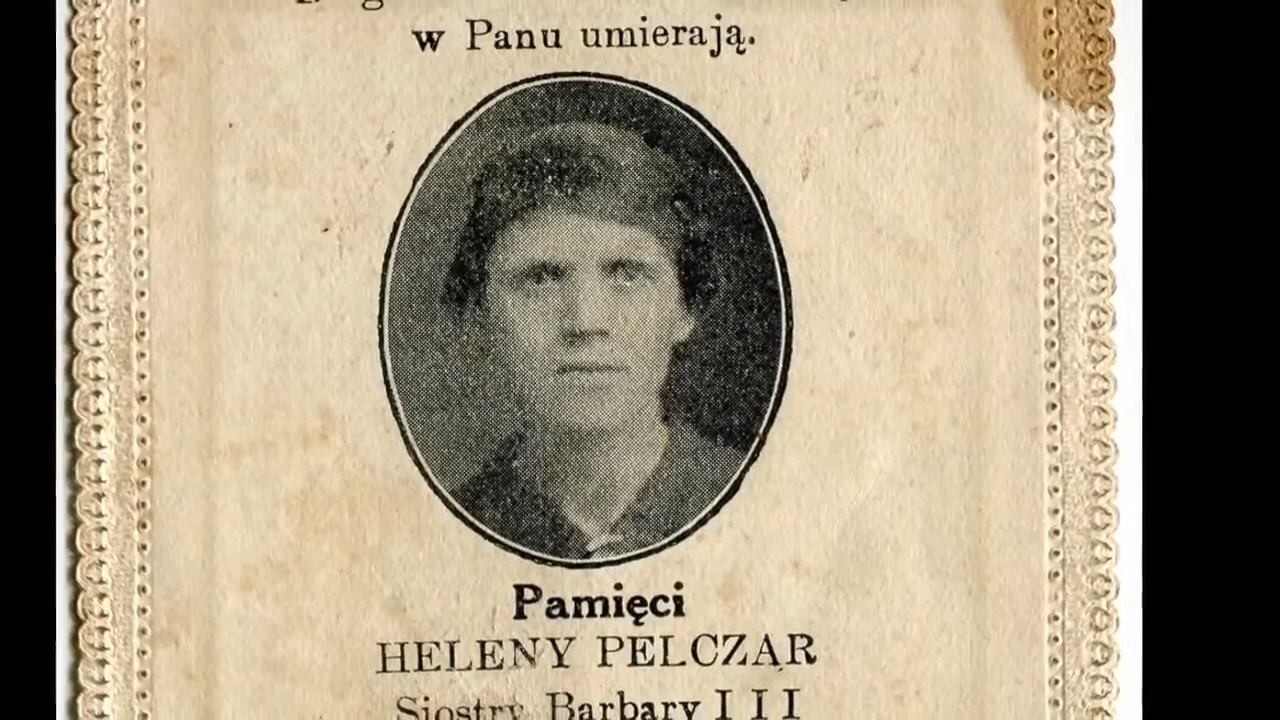 w Panu umierają.
Pamięci
HELENY PELCZAR
Siostry Barbary III